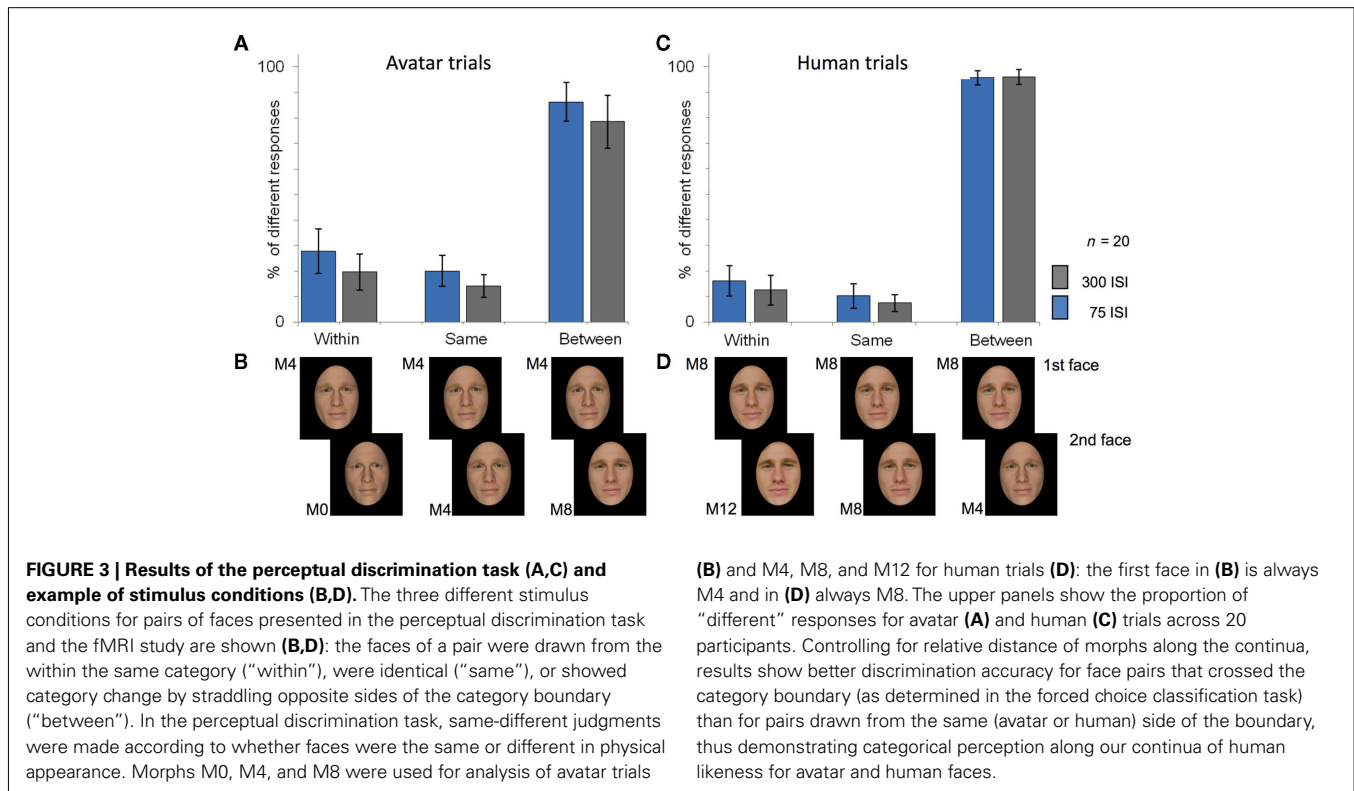 A
Avatar trials
100
% of different responses
0
Within Same Between
C
Human trials
100
% of different responses
0
Within Same Between
n = 20
300 ISI
75 ISI
B
M4 M4 M4
M0 M4 M8
D
M8 M8 M8
1st face
2nd face
M12 M8 M4
FIGURE 3 | Results of the perceptual discrimination task (A,C) and
example of stimulus conditions (B,D). The three different stimulus
conditions for pairs of faces presented in the perceptual discrimination task
and the fMRI study are shown (B,D): the faces of a pair were drawn from the
within the same category (“within”), were identical (“same”), or showed
category change by straddling opposite sides of the category boundary
(“between”). In the perceptual discrimination task, same-different judgments
were made according to whether faces were the same or different in physical
appearance. Morphs M0, M4, and M8 were used for analysis of avatar trials
(B) and M4, M8, and M12 for human trials (D): the first face in (B) is always
M4 and in (D) always M8. The upper panels show the proportion of
“different” responses for avatar (A) and human (C) trials across 20
participants. Controlling for relative distance of morphs along the continua,
results show better discrimination accuracy for face pairs that crossed the
category boundary (as determined in the forced choice classification task)
than for pairs drawn from the same (avatar or human) side of the boundary,
thus demonstrating categorical perception along our continua of human
likeness for avatar and human faces.